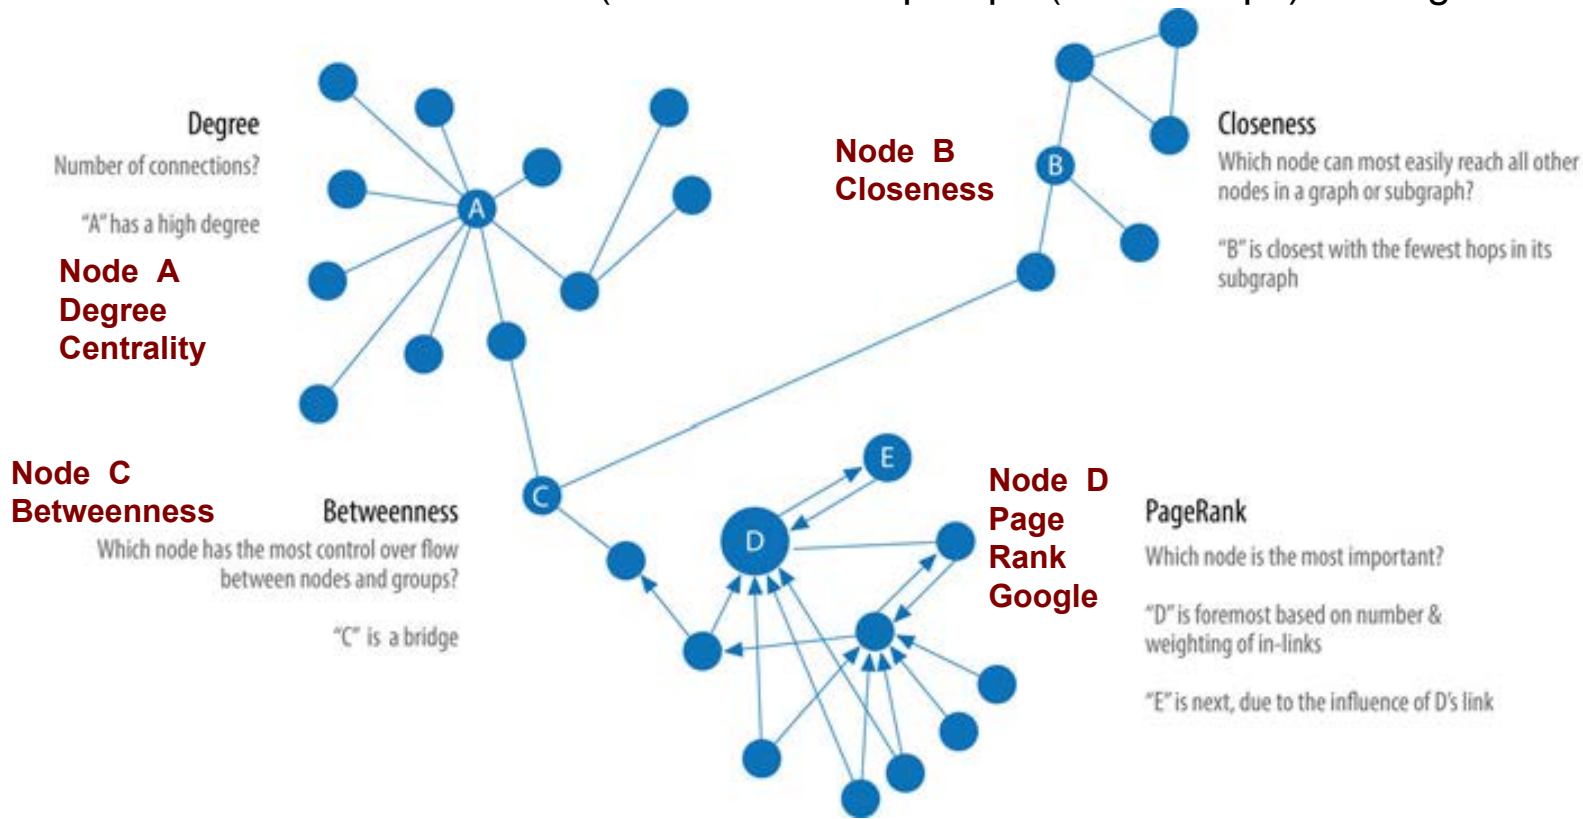 Degree
Number of connections?
"A" has a high degree
Node A
Degree
Centrality
A
Node B
Closeness
B
Closeness
Which node can most easily reach all other
nodes in a graph or subgraph?
"B" is closest with the fewest hops in its
subgraph
Node C
Betweenness
Betweenness
Which node has the most control over flow
between nodes and groups?
"C" is a bridge
C
E
D
Node D
Page
Rank
Google
PageRank
Which node is the most important?
"D" is foremost based on number &
weighting of in-links
"E" is next, due to the influence of D's link